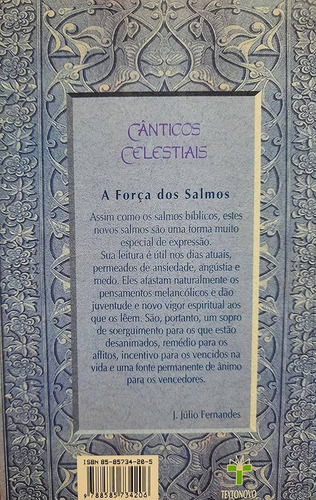 CÂNTICOS
CELESTIAIS
A Força dos Salmos
Assim como os salmos bíblicos, estes
novos salmos são uma forma muito
especial de expressão.
Sua leitura é útil nos dias atuais,
permeados de ansiedade, angústia e
medo. Eles afastam naturalmente os
pensamentos melancólicos e dão
juventude e novo vigor espiritual aos
que os lêem. São, portanto, um sopro
de soerguimento para os que estão
desanimados, remédio para os
aflitos, incentivo para os vencidos na
vida e uma fonte permanente de ânimo
para os vencedores.
J. Júlio Fernandes
ISBN 85-85734-20-5
9 788585 734206
TEXTONOVO